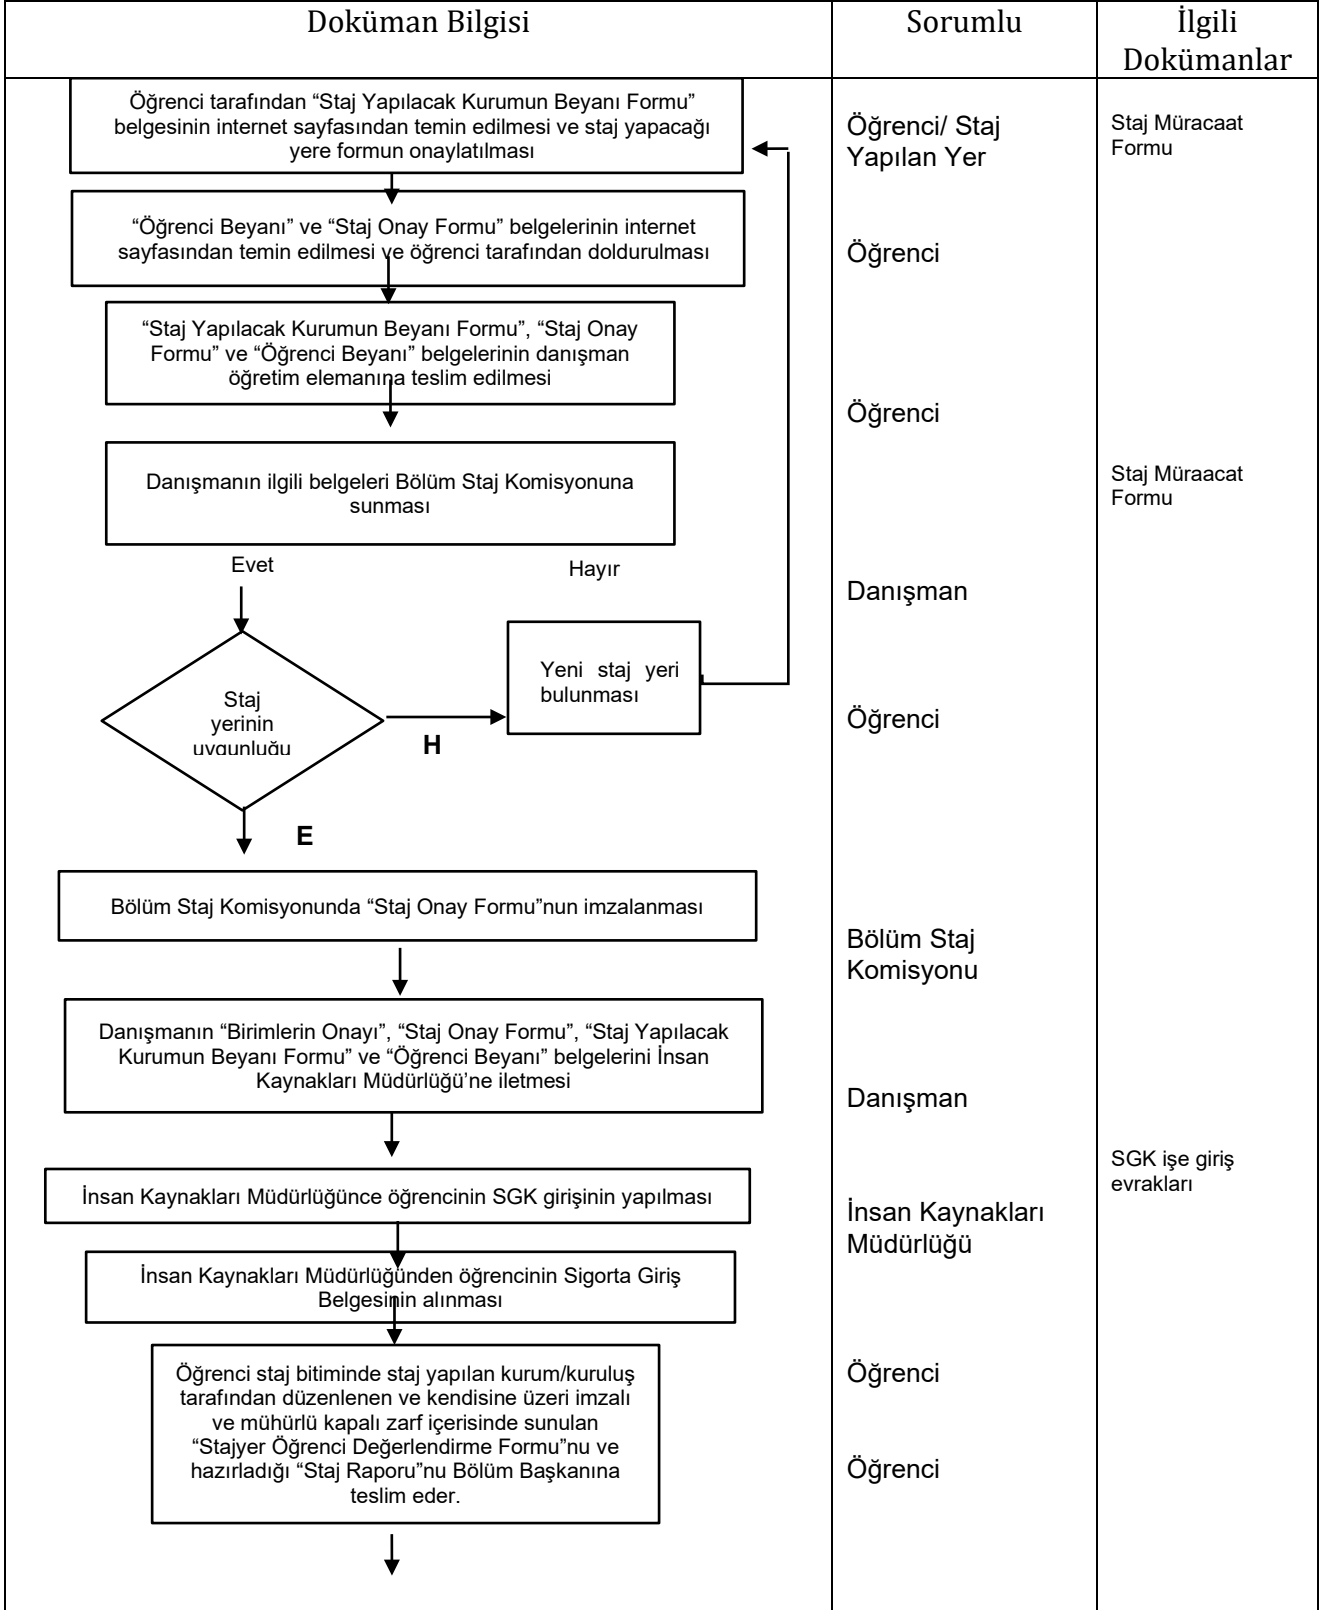 Doküman Bilgisi
Sorumlu
İlgili
Dokümanlar
Öğrenci tarafından “Staj Yapılacak Kurumun Beyanı Formu”
belgesinin internet sayfasından temin edilmesi ve staj yapacağı
yere formun onaylatılması
Öğrenci/ Staj
Yapılan Yer
Staj Müracaat
Formu
“Öğrenci Beyanı” ve “Staj Onay Formu” belgelerinin internet
sayfasından temin edilmesi ve öğrenci tarafından doldurulması
Öğrenci
“Staj Yapılacak Kurumun Beyanı Formu”, “Staj Onay
Formu” ve “Öğrenci Beyanı” belgelerinin danışman
öğretim elemanına teslim edilmesi
Öğrenci
Danışmanın ilgili belgeleri Bölüm Staj Komisyonuna
sunması
Staj Müraacat
Formu
Evet
Hayır
Danışman
Yeni staj yeri
bulunması
Staj
yerinin
uygunluğu
H
Öğrenci
E
Bölüm Staj Komisyonunda “Staj Onay Formu”nun imzalanması
Bölüm Staj
Komisyonu
Danışmanın “Birimlerin Onayı”, “Staj Onay Formu”, “Staj Yapılacak
Kurumun Beyanı Formu” ve “Öğrenci Beyanı” belgelerini İnsan
Kaynakları Müdürlüğü’ne iletmesi
Danışman
SGK işe giriş
evrakları
İnsan Kaynakları Müdürlüğünce öğrencinin SGK girişinin yapılması
İnsan Kaynakları
Müdürlüğü
İnsan Kaynakları Müdürlüğünden öğrencinin Sigorta Giriş
Belgesinin alınması
Öğrenci
Öğrenci staj bitiminde staj yapılan kurum/kuruluş
tarafından düzenlenen ve kendisine üzeri imzalı
ve mühürlü kapalı zarf içerisinde sunulan
“Stajyer Öğrenci Değerlendirme Formu”nu ve
hazırladığı “Staj Raporu”nu Bölüm Başkanına
teslim eder.
Öğrenci